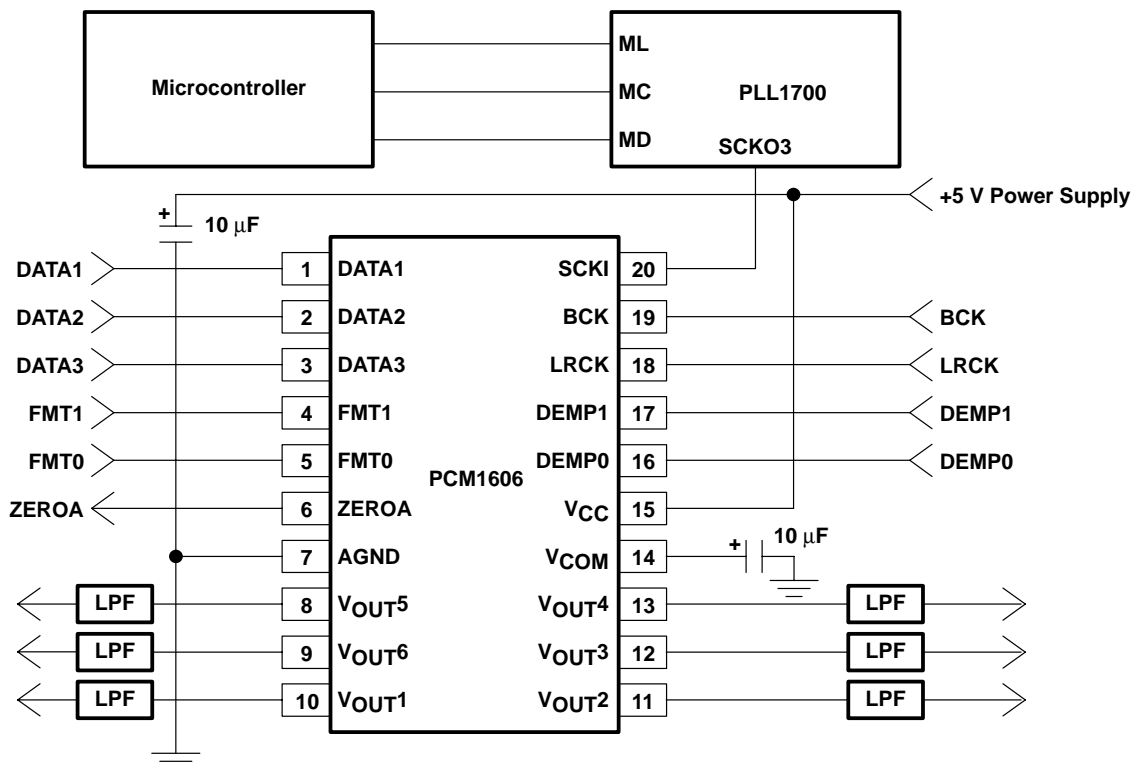 ML
Microcontroller
MC
PLL1700
MD
SCKO3
+5 V Power Supply
+
10 μF
DATA1
1
DATA1
SCKI
20
DATA2
2
DATA2
BCK
19
BCK
DATA3
3
DATA3
LRCK
18
LRCK
FMT1
4
FMT1
DEMP1
17
DEMP1
FMT0
5
FMT0
DEMP0
16
DEMP0
PCM1606
ZEROA
6
ZEROA
VCC
15
7
AGND
VCOM
14
+
10 μF
LPF
8
VOUT5
VOUT4
13
LPF
LPF
9
VOUT6
VOUT3
12
LPF
LPF
10
VOUT1
VOUT2
11
LPF